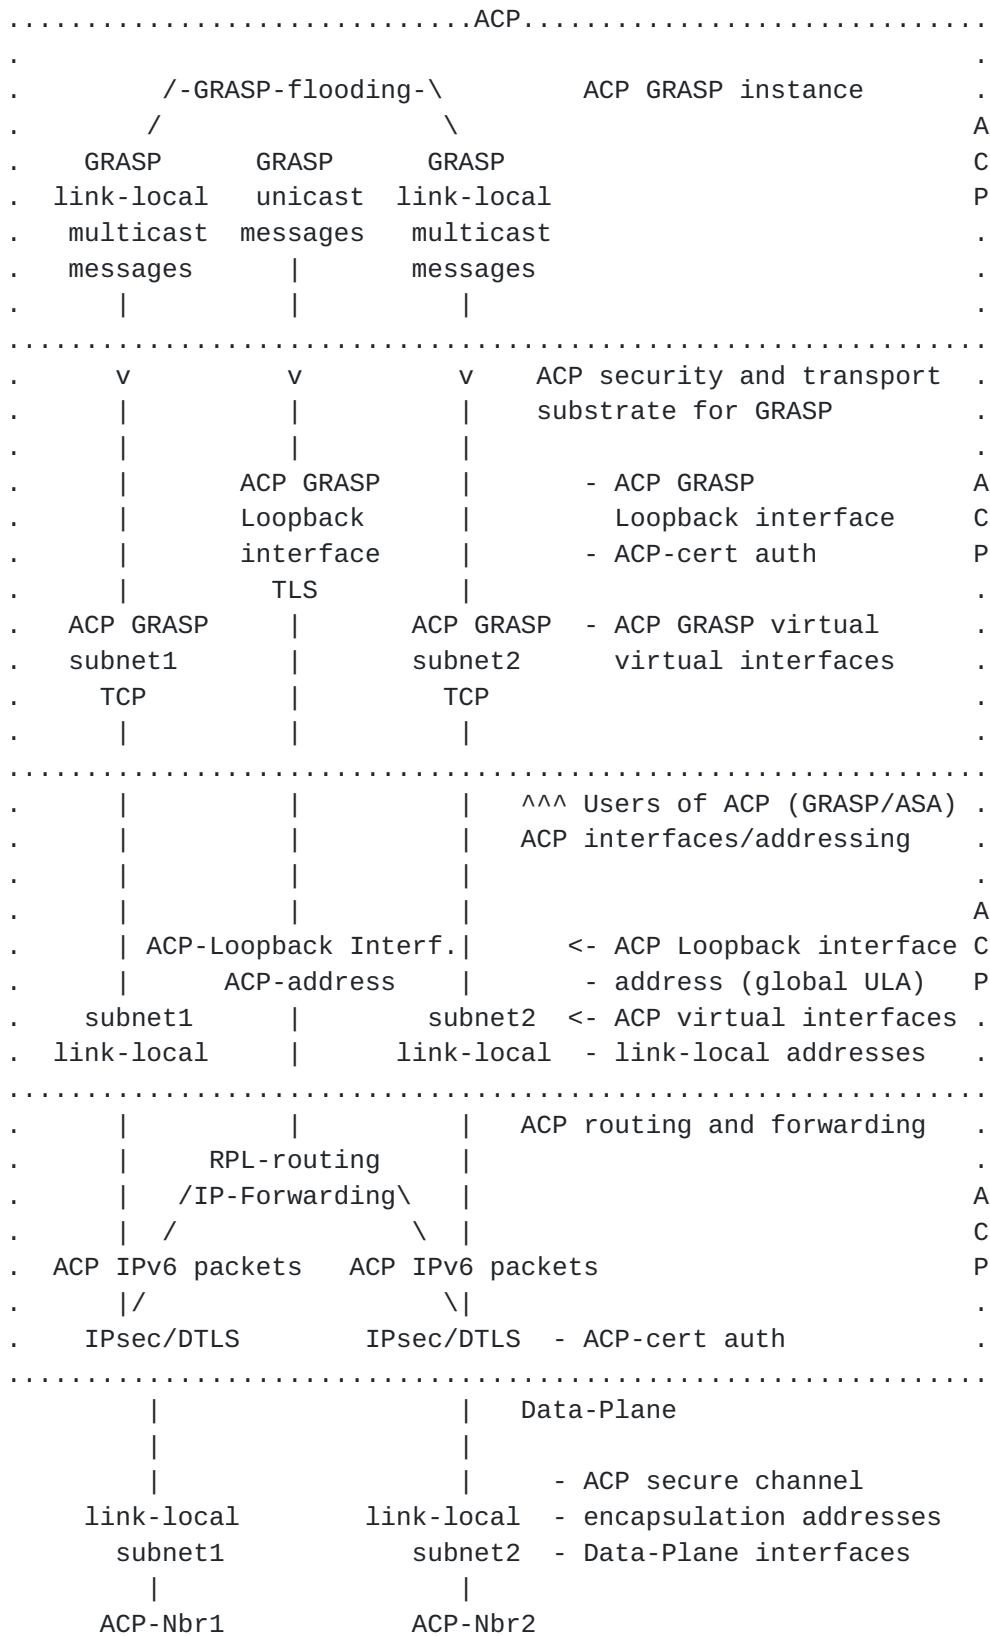 ..............................ACP..............................
.                                                             .
.         /-GRASP-flooding-\         ACP GRASP instance       .
.        /                  \                                 A
.    GRASP      GRASP      GRASP                              C
.  link-local   unicast  link-local                           P
.   multicast  messages   multicast                           .
.   messages      |       messages                            .
.      |          |          |                                .
...............................................................
.      v          v          v    ACP security and transport  .
.      |          |          |    substrate for GRASP         .
.      |          |          |                                .
.      |       ACP GRASP     |       - ACP GRASP              A
.      |       Loopback      |         Loopback interface     C
.      |       interface     |       - ACP-cert auth          P
.      |         TLS         |                                .
.   ACP GRASP     |       ACP GRASP  - ACP GRASP virtual      .
.   subnet1       |       subnet2      virtual interfaces     .
.     TCP         |         TCP                               .
.      |          |          |                                .
...............................................................
.      |          |          |   ^^^ Users of ACP (GRASP/ASA) .
.      |          |          |   ACP interfaces/addressing    .
.      |          |          |                                .
.      |          |          |                                A
.      | ACP-Loopback Interf.|      <- ACP Loopback interface C
.      |      ACP-address    |       - address (global ULA)   P
.    subnet1      |        subnet2  <- ACP virtual interfaces .
.  link-local     |      link-local  - link-local addresses   .
...............................................................
.      |          |          |   ACP routing and forwarding   .
.      |     RPL-routing     |                                .
.      |   /IP-Forwarding\   |                                A
.      |  /               \  |                                C
.  ACP IPv6 packets   ACP IPv6 packets                        P
.      |/                   \|                                .
.    IPsec/DTLS        IPsec/DTLS  - ACP-cert auth            .
...............................................................
         |                   |   Data-Plane
         |                   |
         |                   |     - ACP secure channel
     link-local        link-local  - encapsulation addresses
       subnet1            subnet2  - Data-Plane interfaces
         |                   |
      ACP-Nbr1            ACP-Nbr2